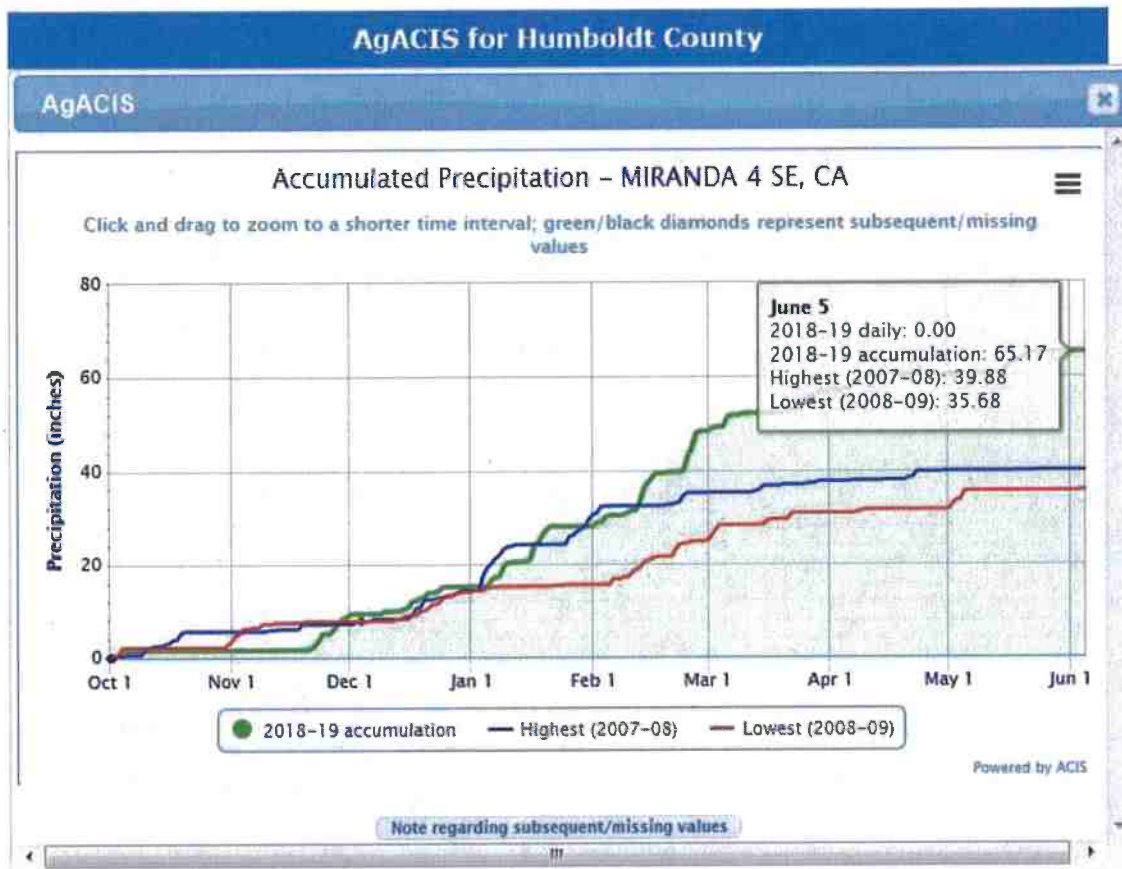 AgACIS for Humboldt County
AgACIS
Accumulated Precipitation – MIRANDA 4 SE, CA
Click and drag to zoom to a shorter time interval; green/black diamonds represent subsequent/missing
values
80
60
40
20
0
Precipitation (inches)
June 5
2018-19 daily: 0.00
2018-19 accumulation: 65.17
Highest (2007-08): 39.88
Lowest (2008-09): 35.68
Oct 1 Nov 1 Dec 1 Jan 1 Feb 1 Mar 1 Apr 1 May 1 Jun 1
2018-19 accumulation Highest (2007-08) Lowest (2008-09)
Powered by ACIS
Note regarding subsequent/missing values